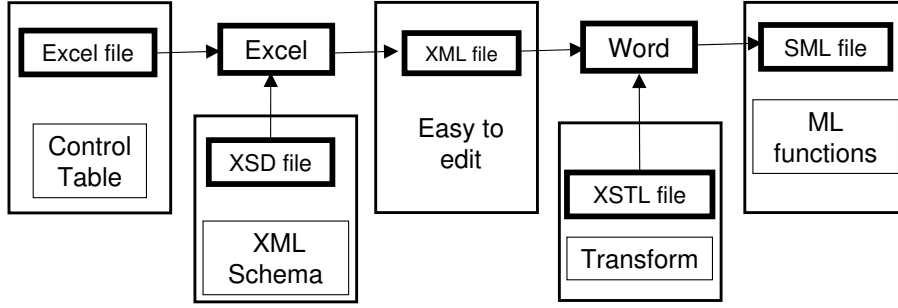 Excel file
Control
Table
Excel
XSD file
XML
Schema
XML file
Easy to
edit
Word
XSTL file
Transform
SML file
ML
functions